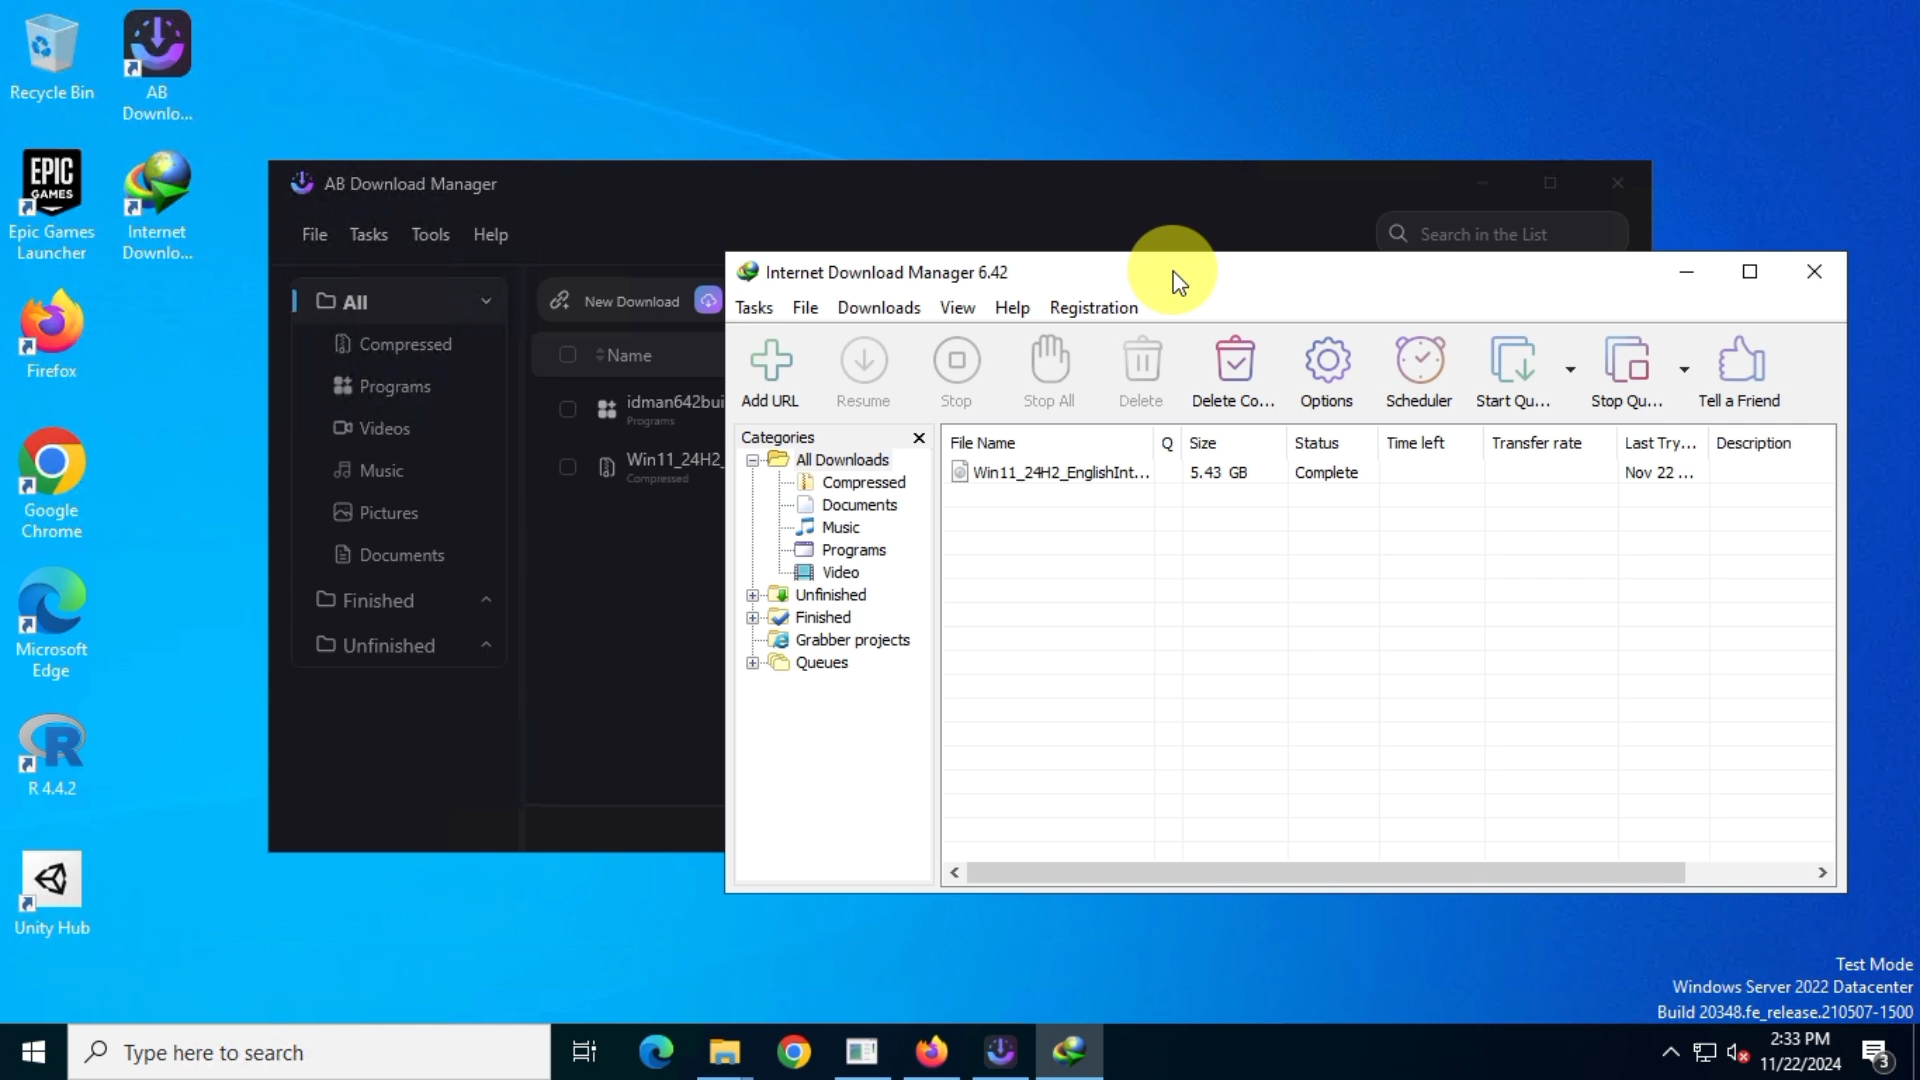 Recycle Bin
AB
Downlo...
Epic Games
Launcher
Internet
Downlo...
Firefox
Google
Chrome
Microsoft
Edge
R 4.4.2
Unity Hub
AB Download Manager
File Tasks Tools Help
Search in the List
All
Compressed
Programs
Videos
Music
Pictures
Documents
Finished
Unfinished
New Download
Name
idman642bui
Programs
Win11_24H2_
Compressed
Internet Download Manager 6.42
Tasks File Downloads View Help Registration
Add URL Resume Stop Stop All Delete Delete Co... Options Scheduler Start Qu... Stop Qu... Tell a Friend
Categories
All Downloads
Compressed
Documents
Music
Programs
Video
Unfinished
Finished
Grabber projects
Queues
File Name Q Size Status Time left Transfer rate Last Try... Description
Win11_24H2_EnglishInt... 5.43 GB Complete Nov 22 ...
Test Mode
Windows Server 2022 Datacenter
Build 20348.fe_release.210507-1500
Type here to search
2:33 PM
11/22/2024
3
EPIC
GAMES